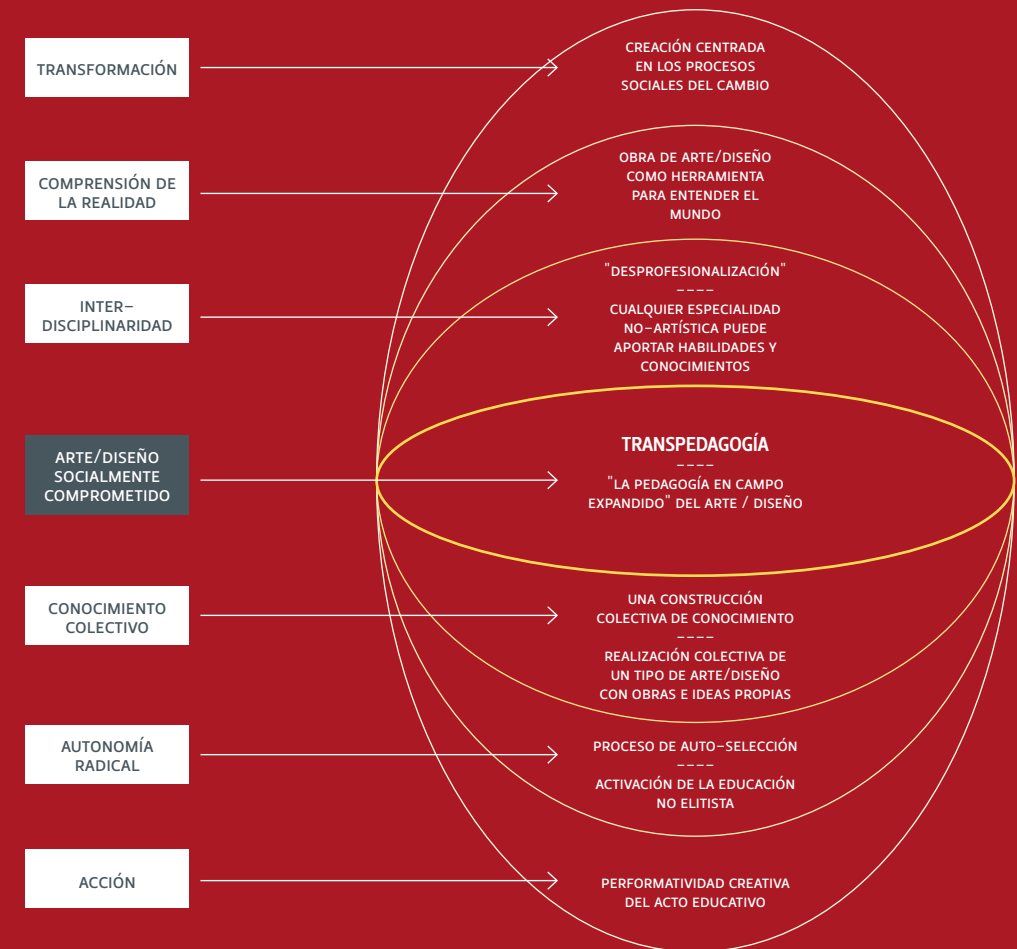 TRANSFORMACIÓN
CREACIÓN CENTRADA
EN LOS PROCESOS
SOCIALES DEL CAMBIO
COMPRENSIÓN DE
LA REALIDAD
OBRA DE ARTE/DISEÑO
COMO HERRAMIENTA
PARA ENTENDER EL
MUNDO
INTER–
DISCIPLINARIDAD
"DESPROFESIONALIZACIÓN"
––––
CUALQUIER ESPECIALIDAD
NO–ARTÍSTICA PUEDE
APORTAR HABILIDADES Y
CONOCIMIENTOS
ARTE/DISEÑO
SOCIALMENTE
COMPROMETIDO
TRANSPEDAGOGÍA
––––
"LA PEDAGOGÍA EN CAMPO
EXPANDIDO" DEL ARTE / DISEÑO
CONOCIMIENTO
COLECTIVO
UNA CONSTRUCCIÓN
COLECTIVA DE CONOCIMIENTO
––––
REALIZACIÓN COLECTIVA DE
UN TIPO DE ARTE/DISEÑO
CON OBRAS E IDEAS PROPIAS
AUTONOMÍA
RADICAL
PROCESO DE AUTO–SELECCIÓN
––––
ACTIVACIÓN DE LA EDUCACIÓN
NO ELITISTA
ACCIÓN
PERFORMATIVIDAD CREATIVA
DEL ACTO EDUCATIVO